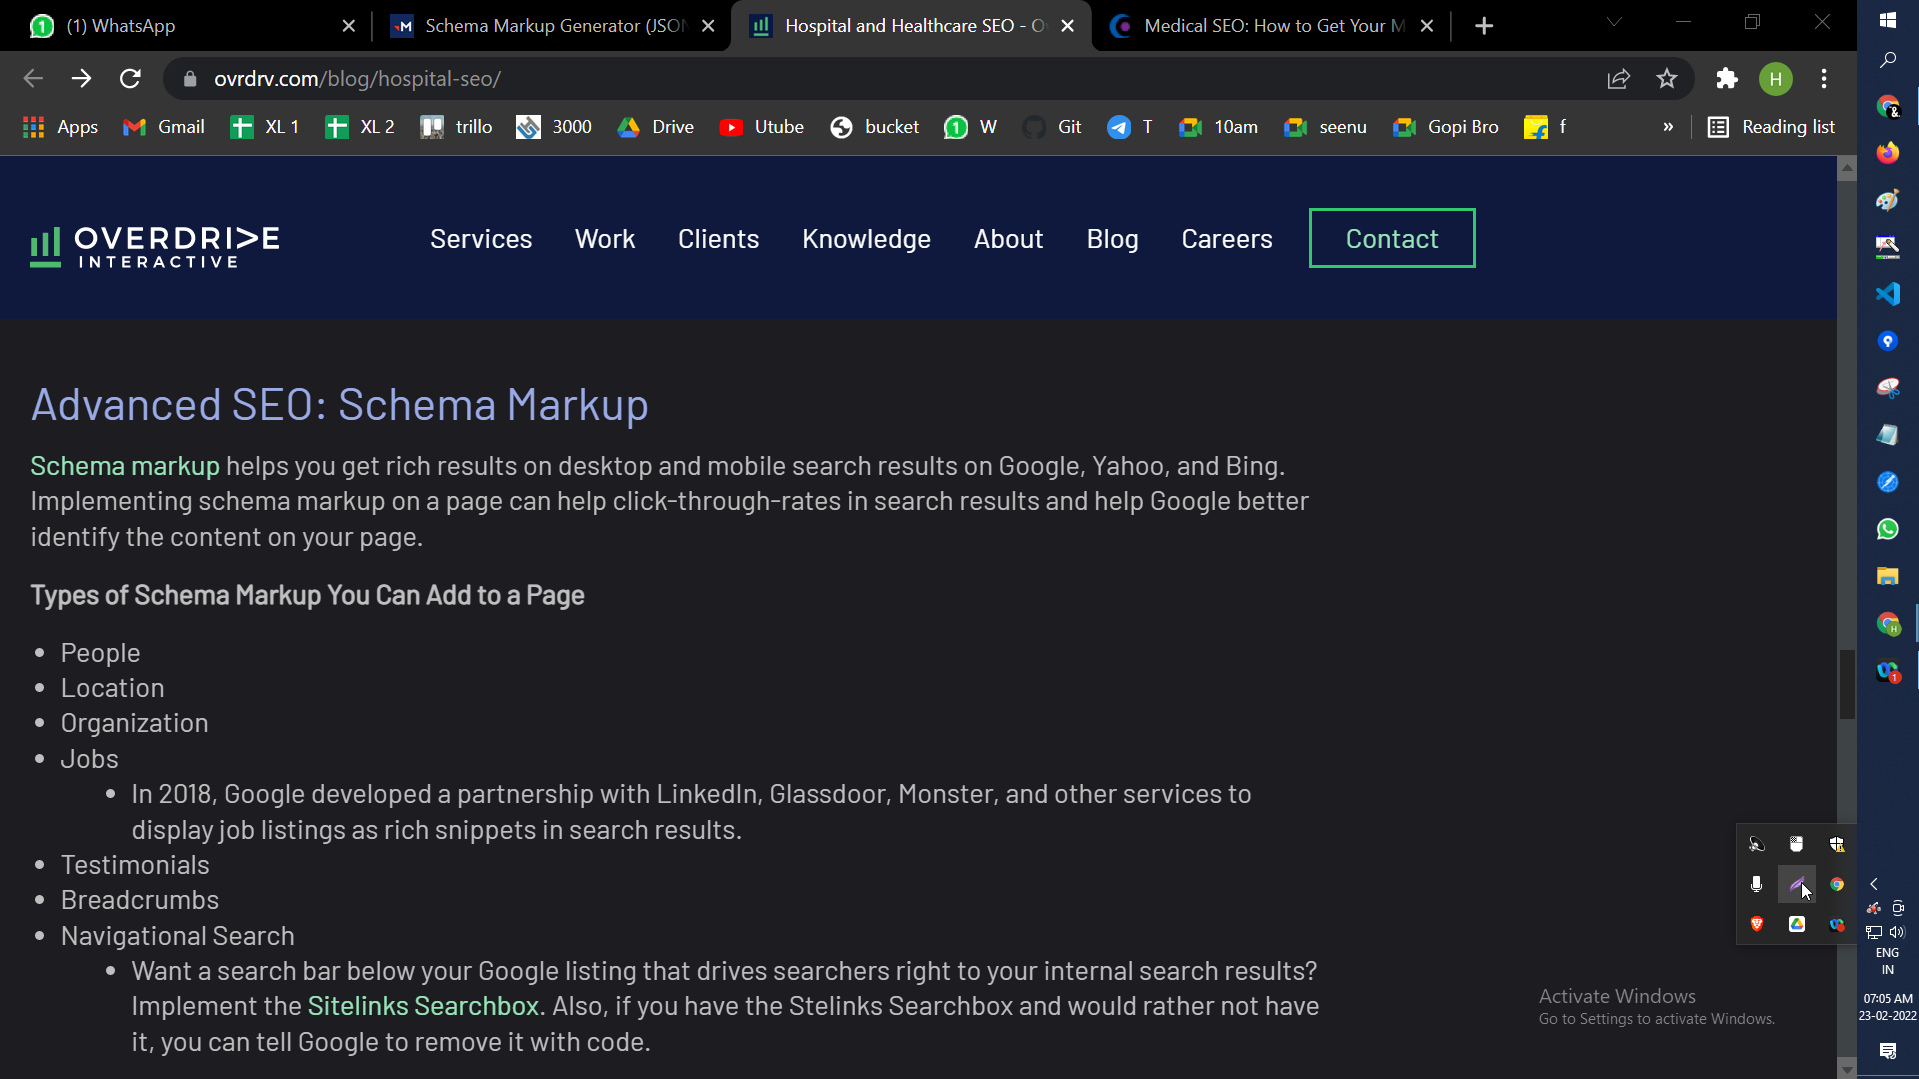 (1) WhatsApp
Schema Markup Generator (JSON
Hospital and Healthcare SEO - O
Medical SEO: How to Get Your M
ovrdrv.com/blog/hospital-seo/
H
Apps
Gmail
XL 1
XL 2
trillo
3000
Drive
Utube
bucket
W
Git
T
10am
seenu
Gopi Bro
f
»
Reading list
OVERDRIVE
INTERACTIVE
Services
Work
Clients
Knowledge
About
Blog
Careers
Contact
Advanced SEO: Schema Markup
Schema markup helps you get rich results on desktop and mobile search results on Google, Yahoo, and Bing.
Implementing schema markup on a page can help click-through-rates in search results and help Google better
identify the content on your page.
Types of Schema Markup You Can Add to a Page
• People
• Location
• Organization
• Jobs
• In 2018, Google developed a partnership with LinkedIn, Glassdoor, Monster, and other services to
display job listings as rich snippets in search results.
• Testimonials
• Breadcrumbs
• Navigational Search
• Want a search bar below your Google listing that drives searchers right to your internal search results?
Implement the Sitelinks Searchbox. Also, if you have the Stelinks Searchbox and would rather not have
it, you can tell Google to remove it with code.
Activate Windows
Go to Settings to activate Windows.
ENG
IN
07:05 AM
23-02-2022